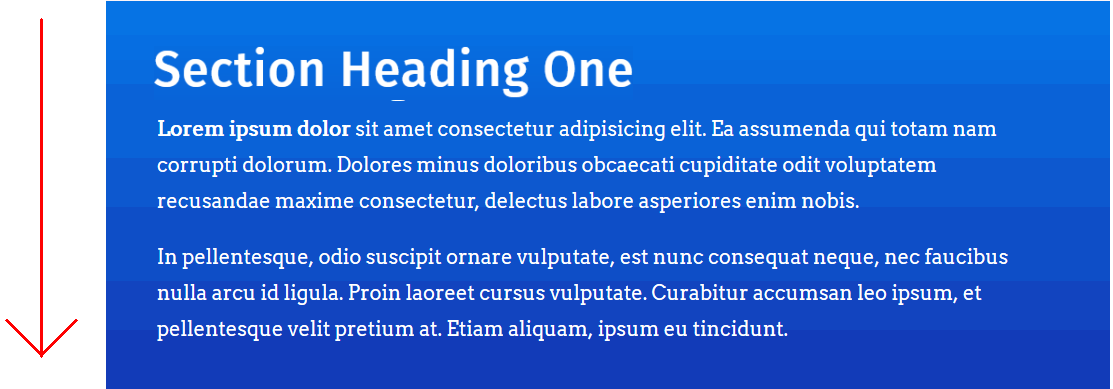 Section Heading One
Lorem ipsum dolor sit amet consectetur adipisicing elit. Ea assumenda qui totam nam
corrupti dolorum. Dolores minus doloribus obcaecati cupiditate odit voluptatem
recusandae maxime consectetur, delectus labore asperiores enim nobis.
In pellentesque, odio suscipit ornare vulputate, est nunc consequat neque, nec faucibus
nulla arcu id ligula. Proin laoreet cursus vulputate. Curabitur accumsan leo ipsum, et
pellentesque velit pretium at. Etiam aliquam, ipsum eu tincidunt.